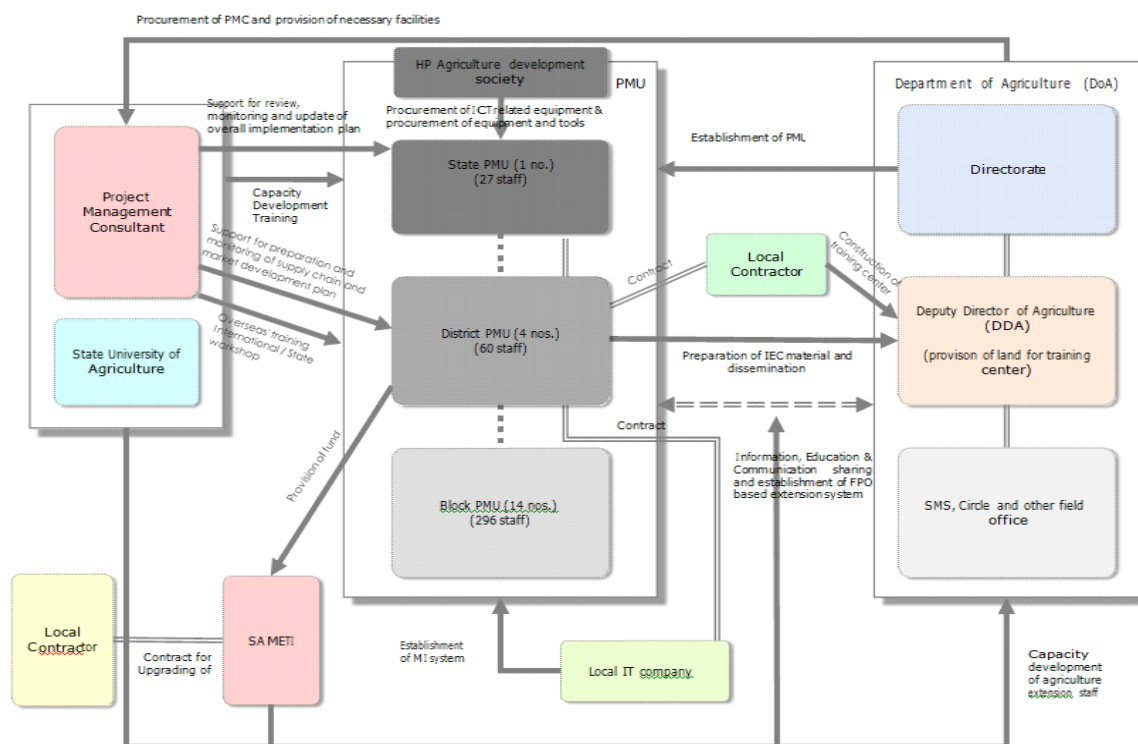 Procurement of PMC and provision of necessary facilities
HP Agriculture development
society
PMU
Department of Agriculture (DoA)
Support for review,
monitoring and update of
overall implementation plan
Procurement of ICT related equipment &
procurement of equipment and tools
Establishment of PML
State PMU (1 no.)
(27 staff)
Directorate
Project
Management
Consultant
Capacity
Development
Training
Support for preparation and
monitoring of supply chain and
market development plan
Overseas' training
International / State
workshop
Contract
Local
Contractor
Construction of
training center
State University of
Agriculture
District PMU (4 nos.)
(60 staff)
Deputy Director of Agriculture
(DDA)
(provison of land for training
center)
Preparation of IEC material and
dissemination
Contract
Provision of fund
Information, Education &
Communication sharing
and establishment of FPO
based extension system
Block PMU (14 nos.)
(296 staff)
SMS, Circle and other field
office
Local
Contractor
SAMETI
Contract for
Upgrading of
Establishment
of MI system
Local IT company
Capacity
development
of agriculture
extension staff